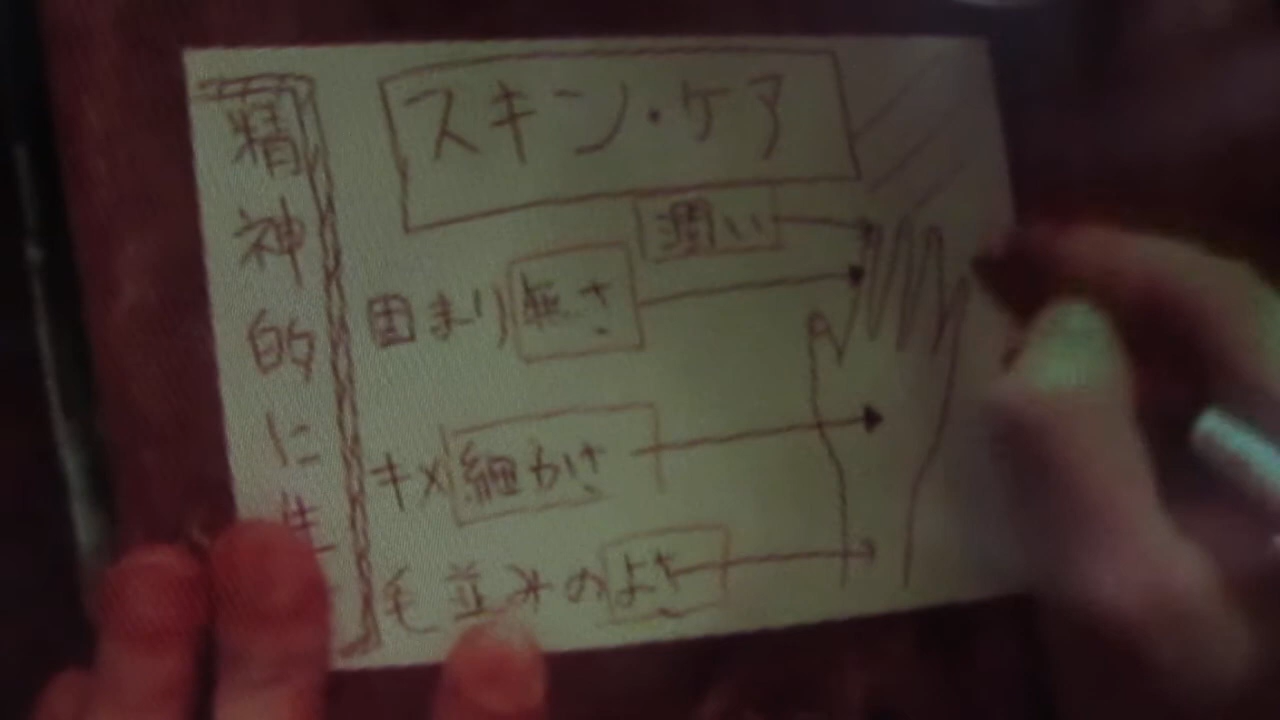 スキン・ケア
潤い
固まり無さ
キメ細かさ
毛並みのよさ
精神的に